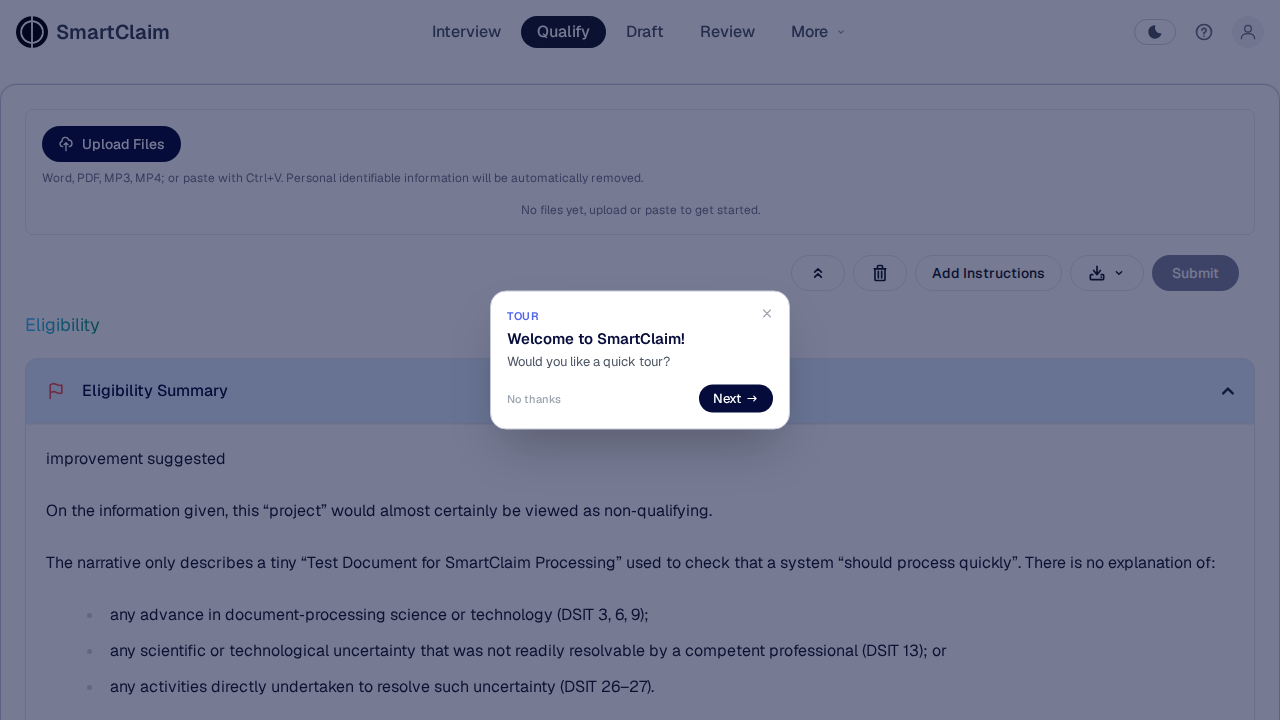 SmartClaim
Interview
Qualify
Draft
Review
More
Upload Files
Word, PDF, MP3, MP4; or paste with Ctrl+V. Personal identifiable information will be automatically removed.
No files yet, upload or paste to get started.
Add Instructions
Submit
Eligibility
TOUR
Welcome to SmartClaim!
Would you like a quick tour?
No thanks
Next →
Eligibility Summary
improvement suggested
On the information given, this “project” would almost certainly be viewed as non-qualifying.
The narrative only describes a tiny “Test Document for SmartClaim Processing” used to check that a system “should process quickly”. There is no explanation of:
any advance in document-processing science or technology (DSIT 3, 6, 9);
any scientific or technological uncertainty that was not readily resolvable by a competent professional (DSIT 13); or
any activities directly undertaken to resolve such uncertainty (DSIT 26–27).